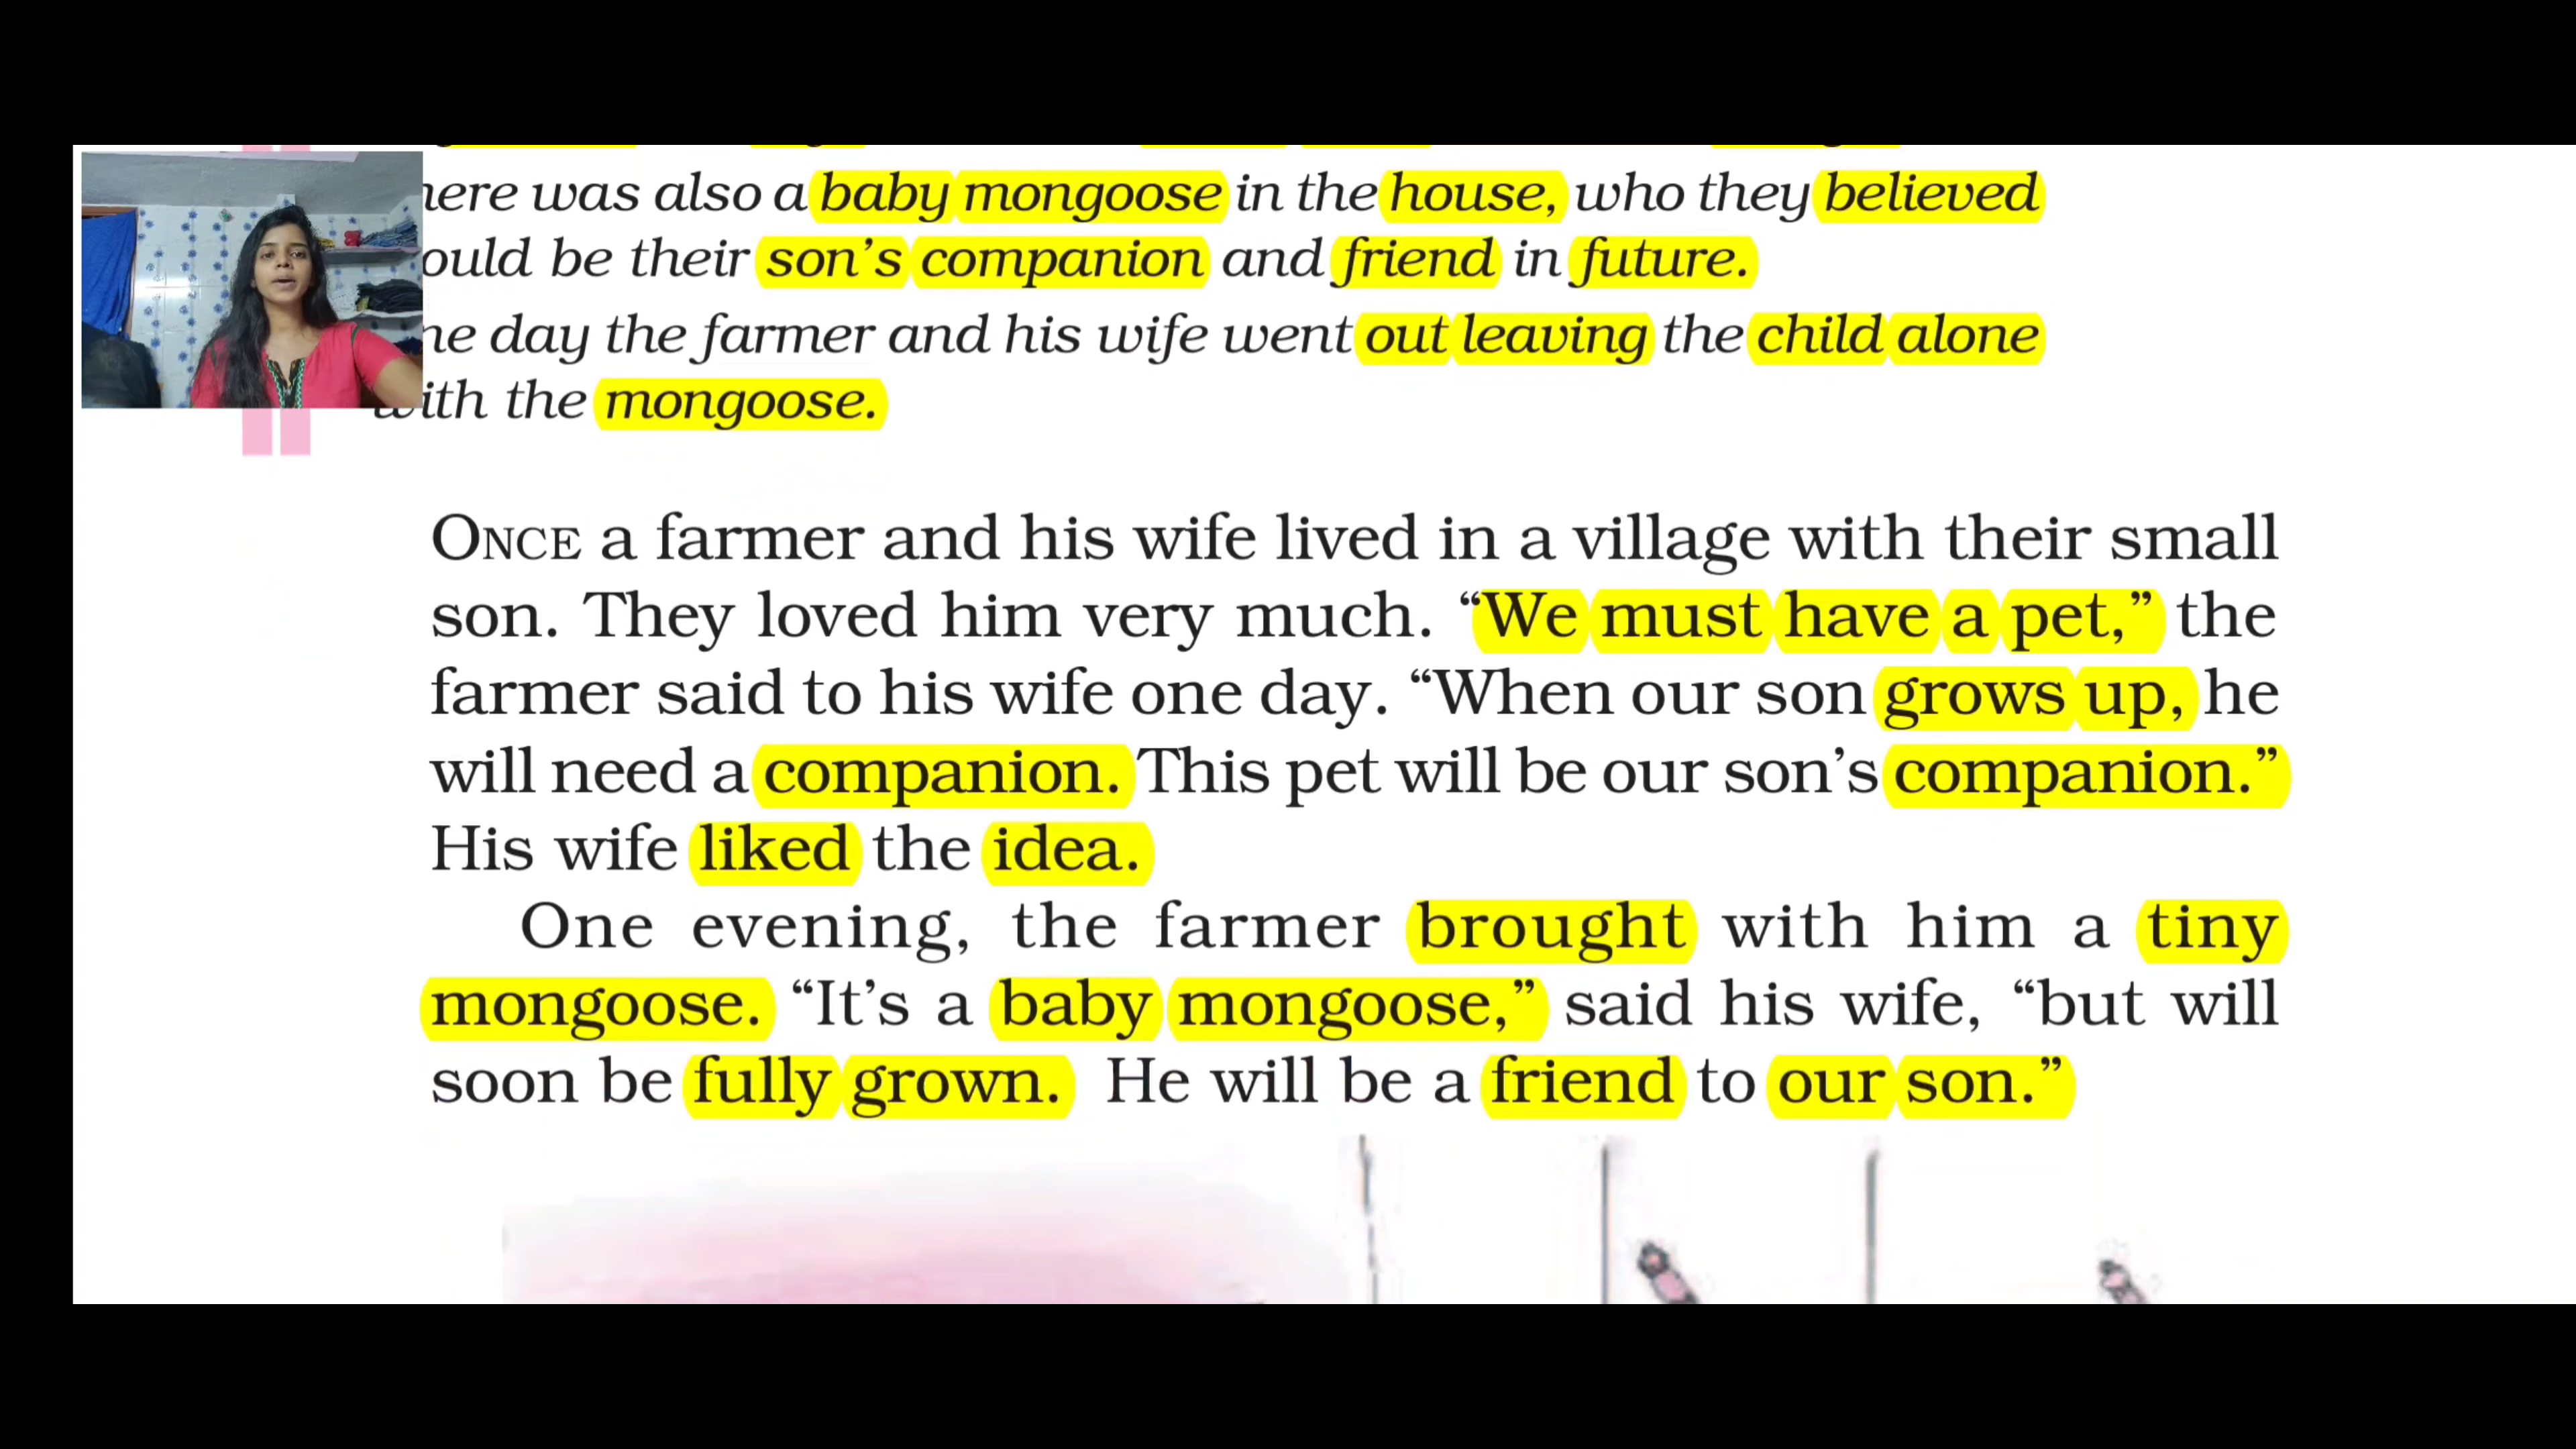 here was also a baby mongoose in the house, who they believed
ould be their son's companion and friend in future.
ne day the farmer and his wife went out leaving the child alone
with the mongoose.
ONCE a farmer and his wife lived in a village with their small
son. They loved him very much. “We must have a pet,” the
farmer said to his wife one day. “When our son grows up, he
will need a companion. This pet will be our son’s companion.”
His wife liked the idea.
One evening, the farmer brought with him a tiny
mongoose. “It’s a baby mongoose,” said his wife, “but will
soon be fully grown. He will be a friend to our son.”